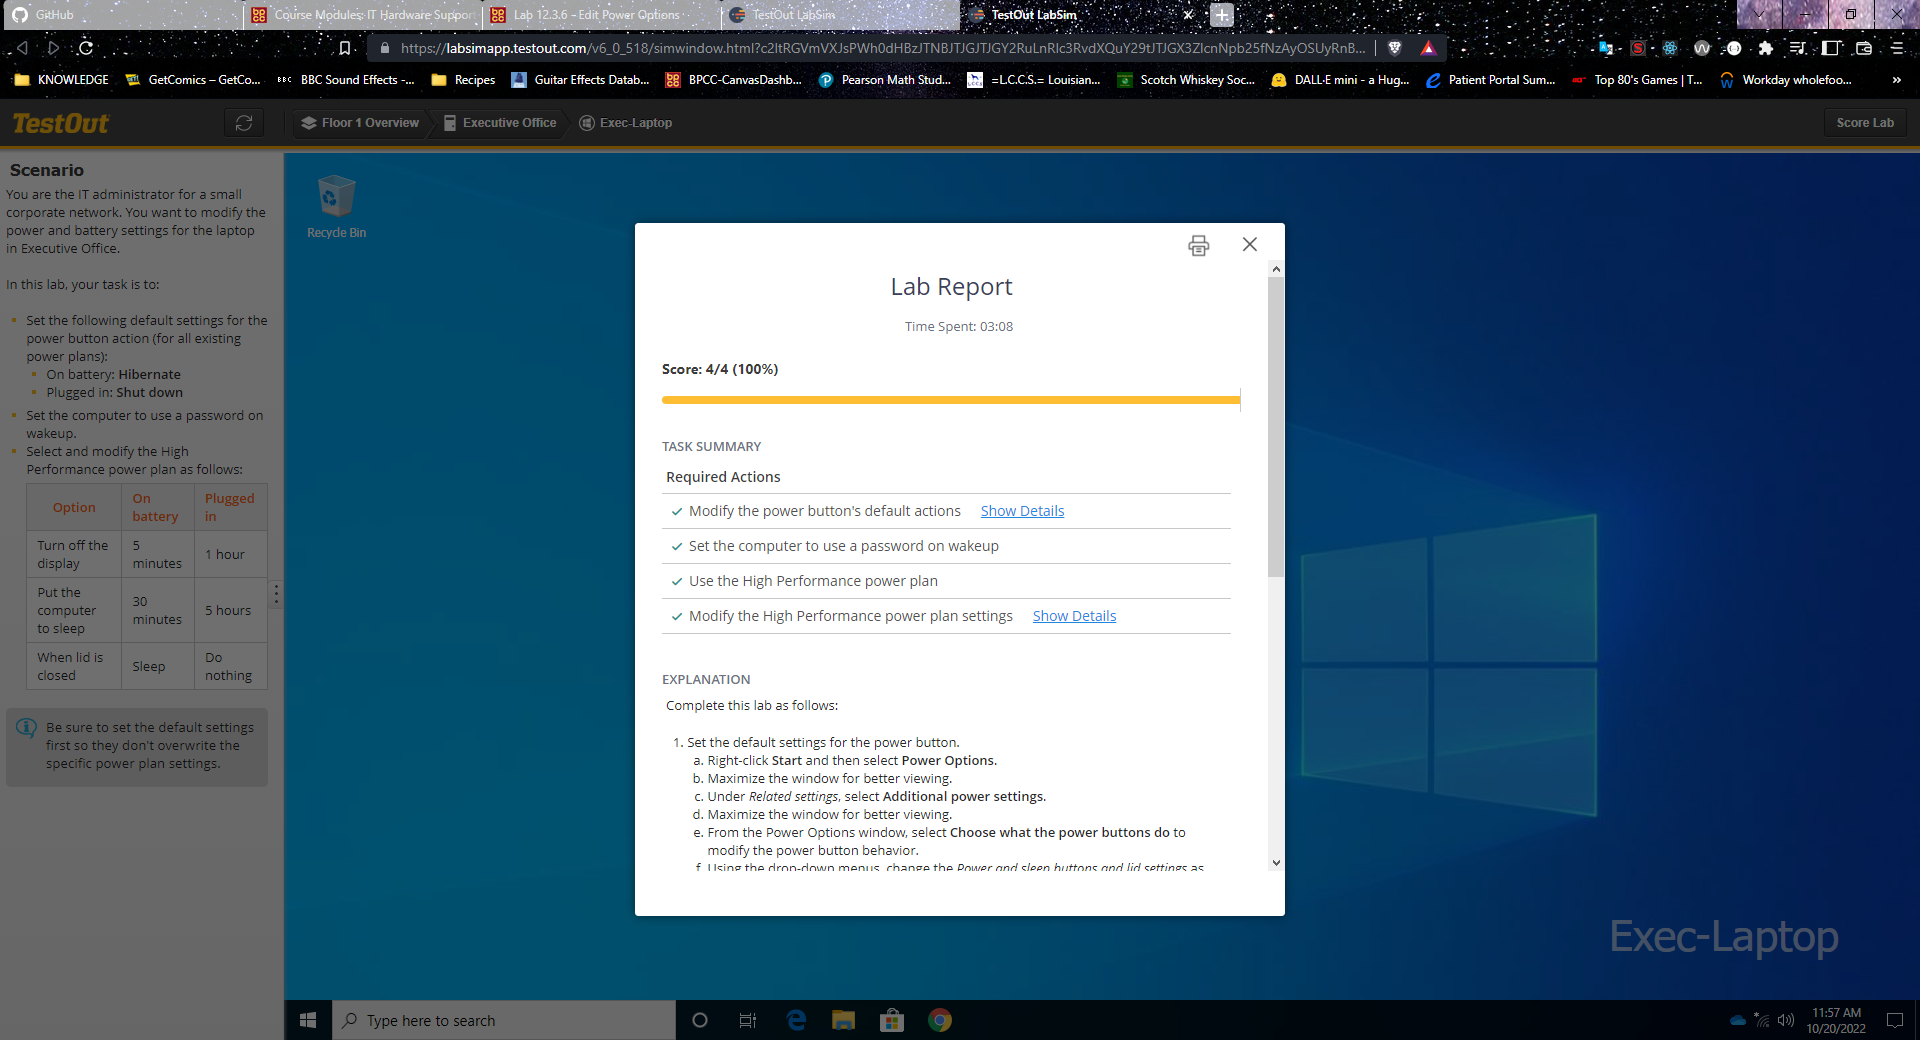 GitHub
Course Modules: IT Hardware Support
Lab 12.3.6 – Edit Power Options
TestOut LabSim
TestOut LabSim
https://labsimapp.testout.com/v6_0_518/simwindow.html?c2ltRGVmVXJsPWh0dHBzJTNBJTJGJTJGY2RuLnRlc3RvdXQuY29tJTJGX3ZlcnNpb25fNzAyOSUyRnB...
KNOWLEDGE
GetComics – GetCo...
BBC BBC Sound Effects -...
Recipes
Guitar Effects Datab...
BPCC-CanvasDashb...
Pearson Math Stud...
=L.C.C.S.= Louisian...
Scotch Whiskey Soc...
DALL·E mini - a Hug...
Patient Portal Sum...
Top 80's Games | T...
Workday wholefoo...
»
TestOut
Floor 1 Overview
Executive Office
Exec-Laptop
Score Lab
Scenario
You are the IT administrator for a small
corporate network. You want to modify the
power and battery settings for the laptop
in Executive Office.
In this lab, your task is to:
Set the following default settings for the
power button action (for all existing
power plans):
On battery: Hibernate
Plugged in: Shut down
Set the computer to use a password on
wakeup.
Select and modify the High
Performance power plan as follows:
Option
On battery
Plugged in
Turn off the display
5 minutes
1 hour
Put the computer to sleep
30 minutes
5 hours
When lid is closed
Sleep
Do nothing
Be sure to set the default settings
first so they don't overwrite the
specific power plan settings.
Recycle Bin
Lab Report
Time Spent: 03:08
Score: 4/4 (100%)
TASK SUMMARY
Required Actions
Modify the power button's default actions Show Details
Set the computer to use a password on wakeup
Use the High Performance power plan
Modify the High Performance power plan settings Show Details
EXPLANATION
Complete this lab as follows:
1. Set the default settings for the power button.
a. Right-click Start and then select Power Options.
b. Maximize the window for better viewing.
c. Under Related settings, select Additional power settings.
d. Maximize the window for better viewing.
e. From the Power Options window, select Choose what the power buttons do to
modify the power button behavior.
f. Using the drop-down menus, change the Power and sleep buttons and lid settings as
Exec-Laptop
Type here to search
11:57 AM
10/20/2022